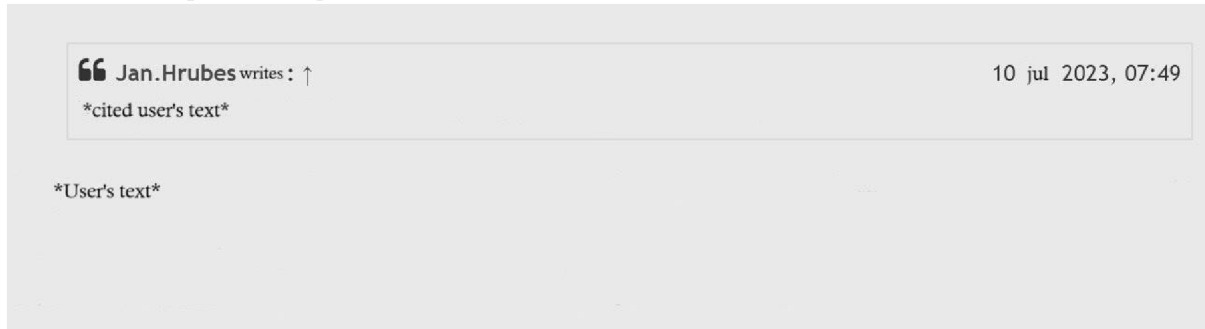 ❝ Jan.Hrubes writes: ↑ 10 jul 2023, 07:49
*cited user's text*
*User's text*